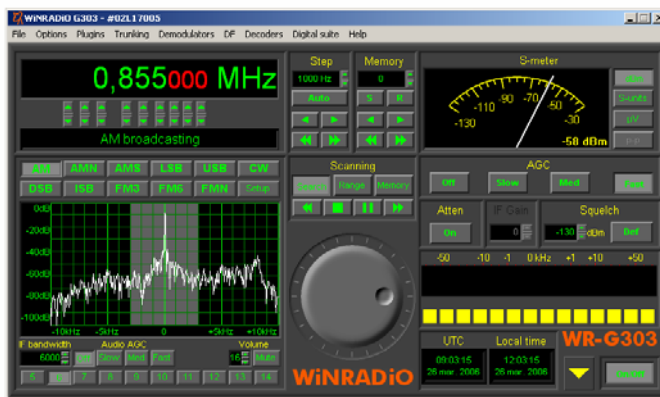 WiNRADiO G303 - #02L17005
File Options Plugins Trunking Demodulators DF Decoders Digital suite Help
0,855000 MHz
AM broadcasting
Step
1000 Hz
Auto
Memory
0
S R
S-meter
-130 -110 -90 -70 -50 -30
-58 dBm
S-units
µV
AM AMN AMS LSB USB CW
DSB ISB FM3 FM6 FMN Setup
0dB
-20dB
-40dB
-60dB
-80dB
-100dB
-10kHz -5kHz 0 +5kHz +10kHz
IF bandwidth Audio AGC Volume
6000 Off Slow Med Fast 16 Mute
5 6 7 8 9 10 11 12 13 14
Scanning
Search Range Memory
WiNRADiO
AGC
Off Slow Med Fast
Atten IF Gain Squelch
On 0 -130 dBm Def
-50 -10 -1 0 kHz +1 +10 +50
UTC Local time
09:03:15 12:03:15
26 mar. 2006 26 mar. 2006
WR-G303